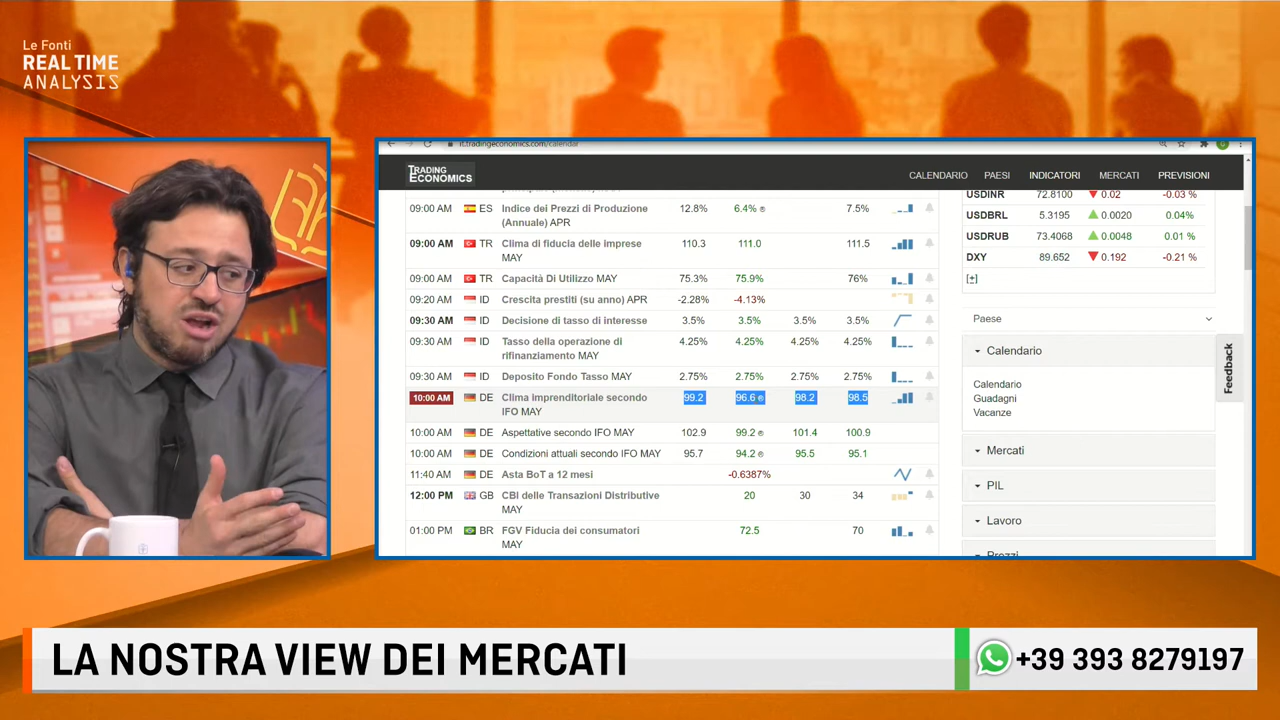 Le Fonti
REAL TIME
ANALYSIS
it.tradingeconomics.com/calendar
TRADING
ECONOMICS
CALENDARIO PAESI INDICATORI MERCATI PREVISIONI
09:00 AM ES Indice dei Prezzi di Produzione 12.8% 6.4% ® 7.5%
(Annuale) APR
09:00 AM TR Clima di fiducia delle imprese 110.3 111.0 111.5
MAY
09:00 AM TR Capacità Di Utilizzo MAY 75.3% 75.9% 76%
09:20 AM ID Crescita prestiti (su anno) APR -2.28% -4.13%
09:30 AM ID Decisione di tasso di interesse 3.5% 3.5% 3.5% 3.5%
09:30 AM ID Tasso della operazione di 4.25% 4.25% 4.25% 4.25%
rifinanziamento MAY
09:30 AM ID Deposito Fondo Tasso MAY 2.75% 2.75% 2.75% 2.75%
10:00 AM DE Clima imprenditoriale secondo 99.2 96.6 ® 98.2 98.5
IFO MAY
10:00 AM DE Aspettative secondo IFO MAY 102.9 99.2 ® 101.4 100.9
10:00 AM DE Condizioni attuali secondo IFO MAY 95.7 94.2 ® 95.5 95.1
11:40 AM DE Asta BoT a 12 mesi -0.6387%
12:00 PM GB CBI delle Transazioni Distributive 20 30 34
MAY
01:00 PM BR FGV Fiducia dei consumatori 72.5 70
MAY
USDINR 72.8100 0.02 -0.03 %
USDBRL 5.3195 0.0020 0.04%
USDRUB 73.4068 0.0048 0.01 %
DXY 89.652 0.192 -0.21 %
[+]
Paese
Calendario
Calendario
Guadagni
Vacanze
Mercati
PIL
Lavoro
Prezzi
Feedback
LA NOSTRA VIEW DEI MERCATI
+39 393 8279197